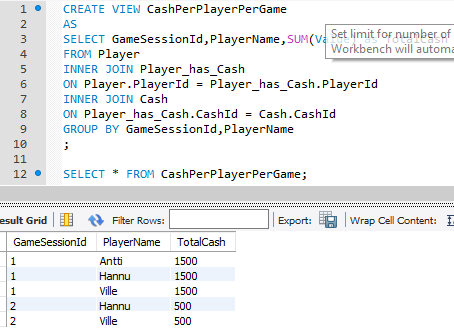 1 CREATE VIEW CashPerPlayerPerGame
2 AS
3 SELECT GameSessionId,PlayerName,SUM(Va TotalCash
Set limit for number of
Workbench will automa
4 FROM Player
5 INNER JOIN Player_has_Cash
6 ON Player.PlayerId = Player_has_Cash.PlayerId
7 INNER JOIN Cash
8 ON Player_has_Cash.CashId = Cash.CashId
9 GROUP BY GameSessionId,PlayerName
10 ;
11
12 SELECT * FROM CashPerPlayerPerGame;
esult Grid Filter Rows: Export: Wrap Cell Content:
GameSessionId PlayerName TotalCash
1 Antti 1500
1 Hannu 1500
1 Ville 1500
2 Hannu 500
2 Ville 500